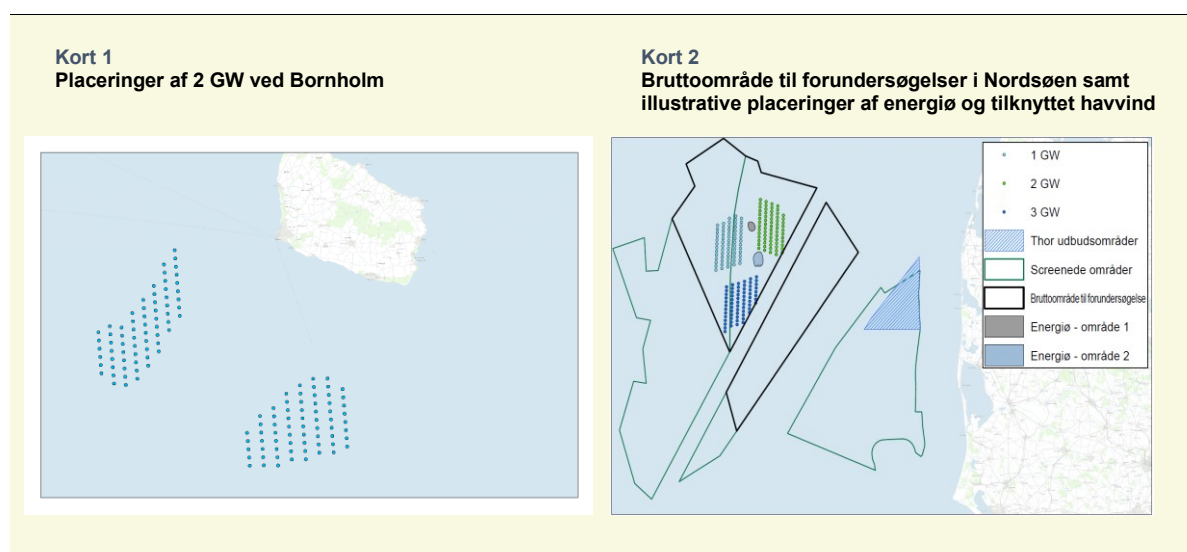 Kort 1
Placeringer af 2 GW ved Bornholm
Kort 2
Bruttoområde til forundersøgelser i Nordsøen samt
illustrative placeringer af energiø og tilknyttet havvind
1 GW
2 GW
3 GW
Thor udbudsområder
Screenede områder
Bruttoområde til forundersøgelse
Energiø - område 1
Energiø - område 2